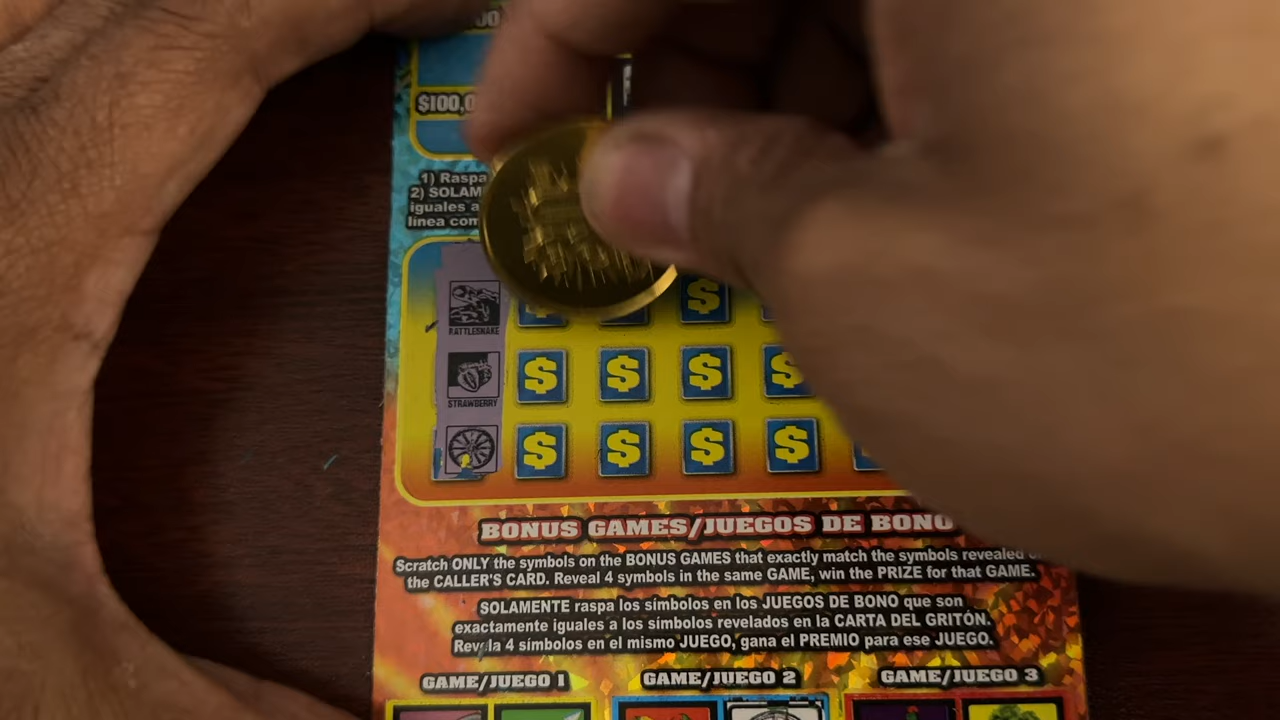 $100,0
1) Raspa
2) SOLAM
iguales a
línea com
RATTLESNAKE
STRAWBERRY
$ $ $ $
$ $ $ $
BONUS GAMES/JUEGOS DE BONO
Scratch ONLY the symbols on the BONUS GAMES that exactly match the symbols revealed
the CALLER'S CARD. Reveal 4 symbols in the same GAME, win the PRIZE for that GAME.
SOLAMENTE raspa los símbolos en los JUEGOS DE BONO que son
exactamente iguales a los símbolos revelados en la CARTA DEL GRITÓN.
Revela 4 símbolos en el mismo JUEGO, gana el PREMIO para ese JUEGO.
GAME/JUEGO 1 GAME/JUEGO 2 GAME/JUEGO 3